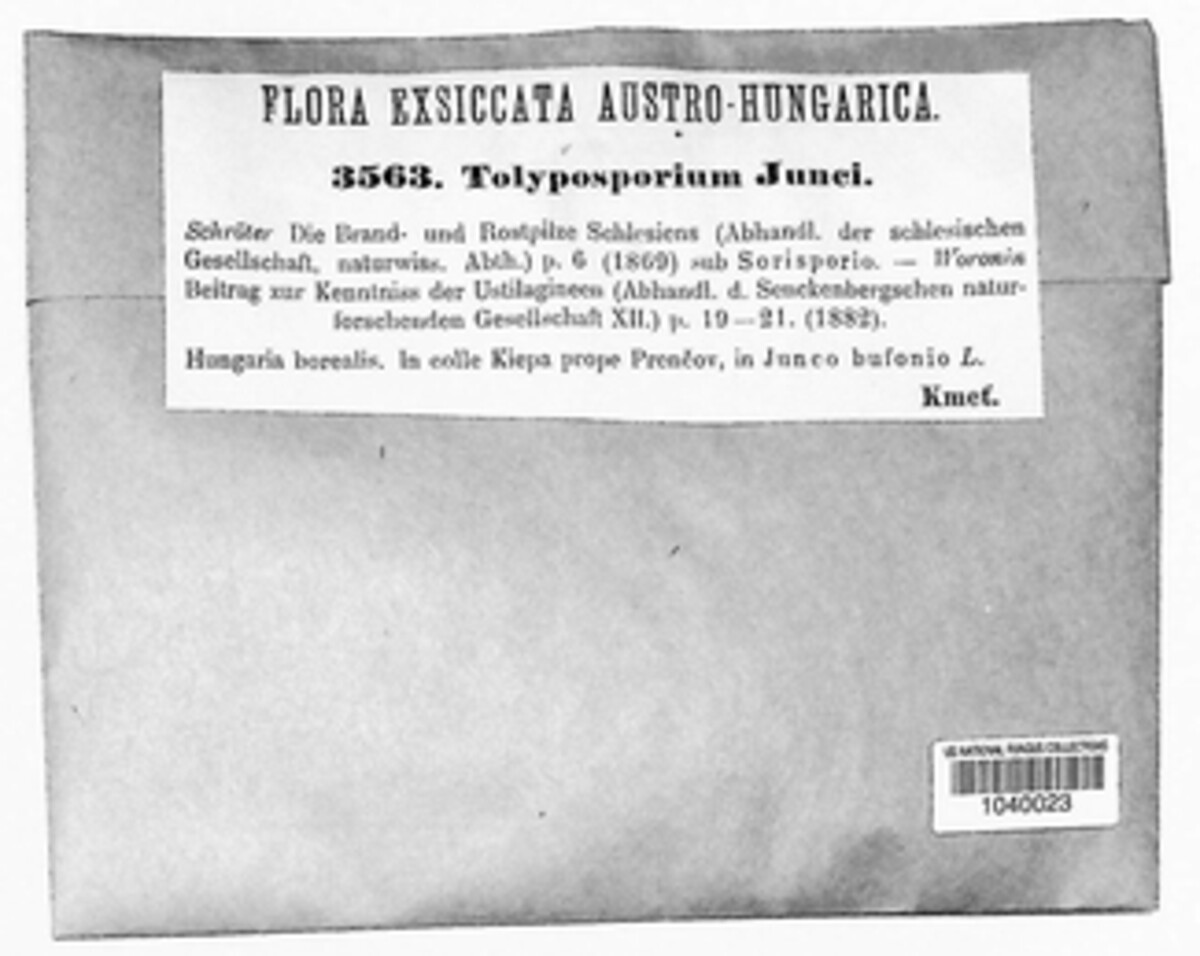 FLORA EXSICCATA AUSTRO-HUNGARICA.
3563. Tolyposporium Junci.
Schröter Die Brand- und Rostpilze Schlesiens (Abhandl. der schlesischen
Gesellschaft, naturwiss. Abth.) p. 6 (1869) sub Sorisporio. — Woronin
Beitrag zur Kenntniss der Ustilagineen (Abhandl. d. Senckenbergschen natur-
forschenden Gesellschaft XII.) p. 19—21. (1882).
Hungaria borealis. In colle Kiepa prope Prenčov, in Junco bufonio L.
Kmeť.
US NATIONAL FUNGUS COLLECTIONS
1040023